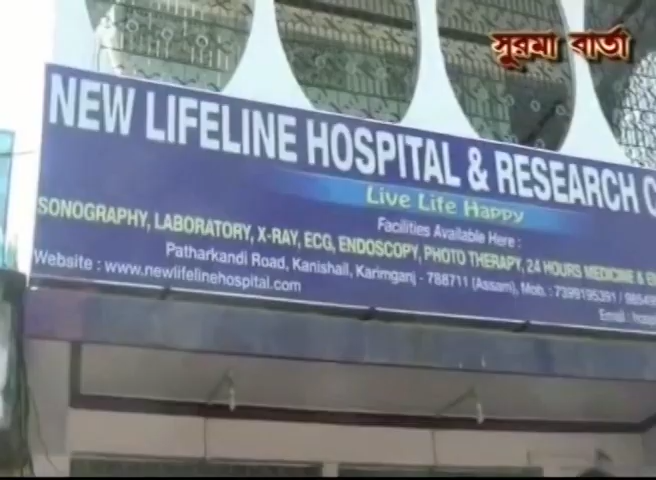 সুরমা বার্তা
NEW LIFELINE HOSPITAL & RESEARCH
Live Life Happy
Facilities Available Here :
SONOGRAPHY, LABORATORY, X-RAY, ECG, ENDOSCOPY, PHOTO THERAPY, 24 HOURS MEDICINE &
Patharkandi Road, Kanishail, Karimganj - 788711 (Assam), Mob. : 7399195391 /
Website : www.newlifelinehospital.com
Email :